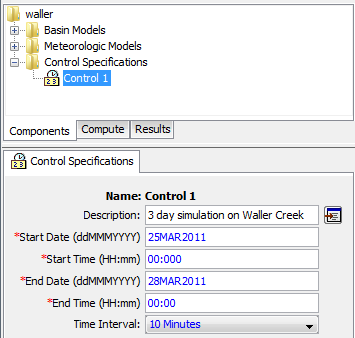 waller
Basin Models
Meteorologic Models
Control Specifications
Control 1
Components Compute Results
Control Specifications
Name: Control 1
Description: 3 day simulation on Waller Creek
*Start Date (ddMMMYYYY) 25MAR2011
*Start Time (HH:mm) 00:000
*End Date (ddMMMYYYY) 28MAR2011
*End Time (HH:mm) 00:00
Time Interval: 10 Minutes